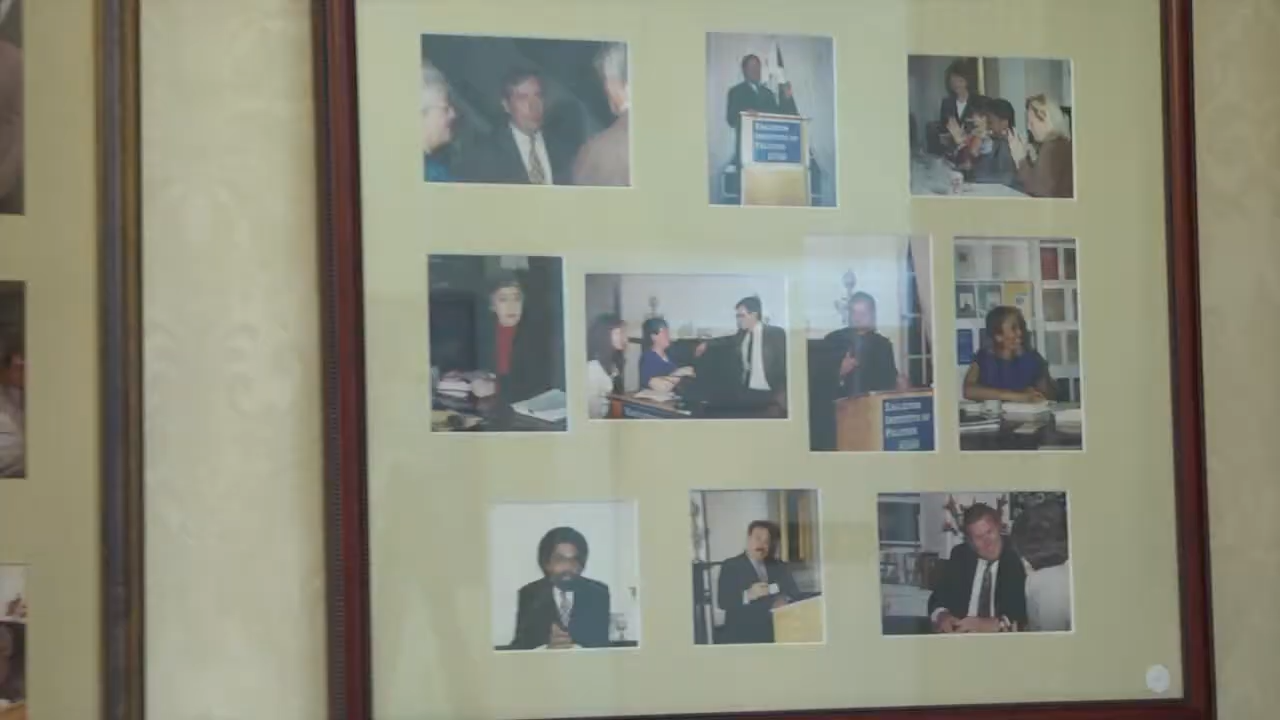 EAGLETON
INSTITUTE OF
POLITICS
EAGLETON
INSTITUTE OF
POLITICS